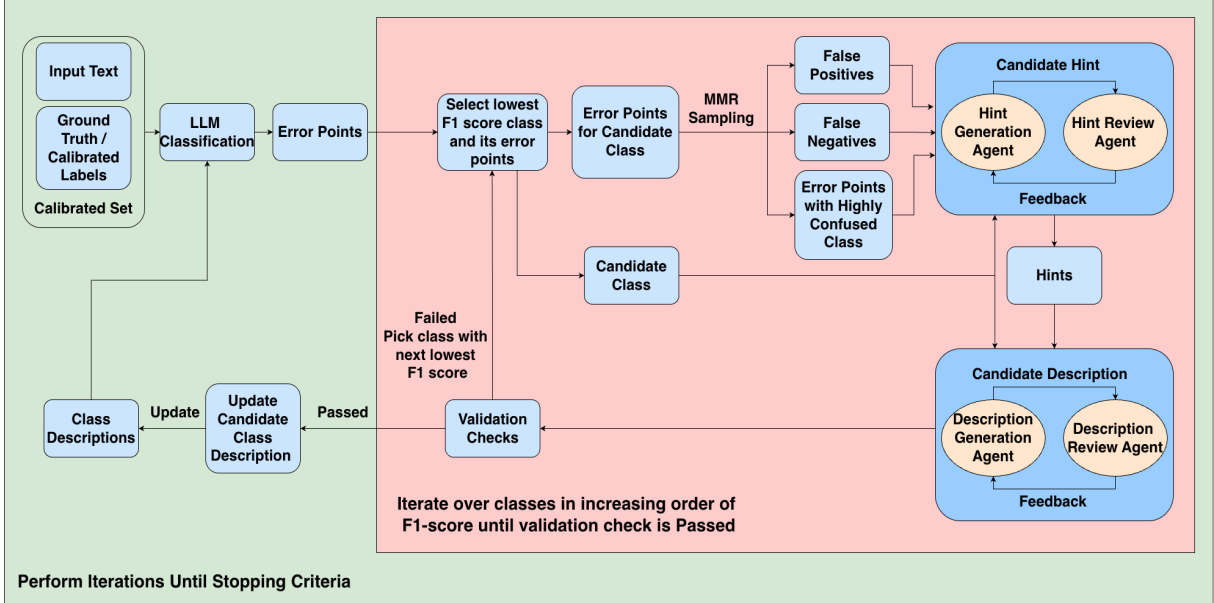 Input Text
Ground
Truth /
Calibrated
Labels
Calibrated Set
LLM
Classification
Error Points
Select lowest
F1 score class
and its error
points
Error Points
for Candidate
Class
MMR
Sampling
False
Positives
False
Negatives
Error Points
with Highly
Confused
Class
Candidate Hint
Hint
Generation
Agent
Hint Review
Agent
Feedback
Candidate
Class
Hints
Failed
Pick class with
next lowest
F1 score
Candidate Description
Description
Generation
Agent
Description
Review Agent
Feedback
Validation
Checks
Passed
Update
Candidate
Class
Description
Update
Class
Descriptions
Iterate over classes in increasing order of
F1-score until validation check is Passed
Perform Iterations Until Stopping Criteria